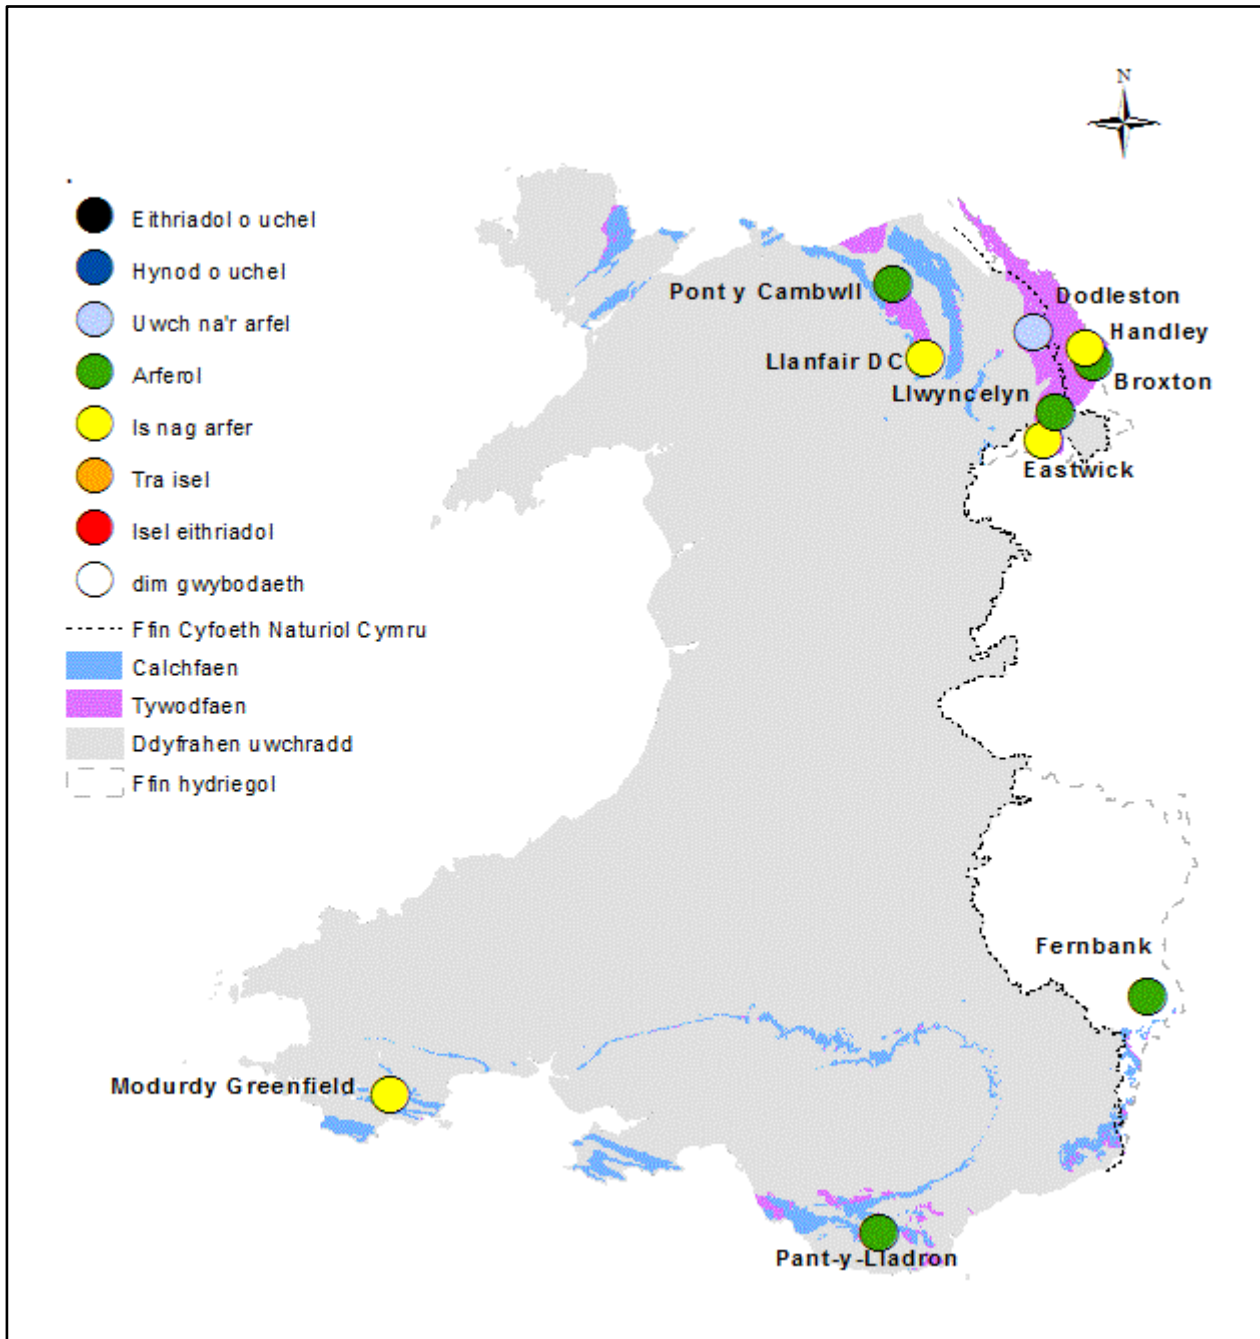 N
Eithriadol o uchel
Hynod o uchel
Uwch na'r arfel
Arferol
Is nag arfer
Tra isel
Isel eithriadol
dim gwybodaeth
Ffin Cyfoeth Naturiol Cymru
Calchfaen
Tywodfaen
Ddyfrahen uwchradd
Ffin hydriegol
Pont y Cambwll
Dodleston
Handley
Llanfair DC
Broxton
Llwyncelyn
Eastwick
Fernbank
Modurdy Greenfield
Pant-y-Lladron